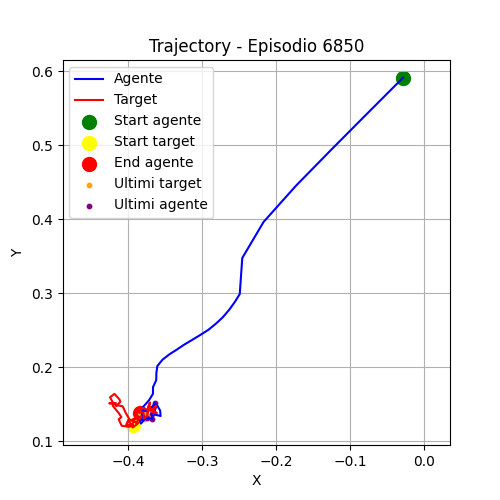 Trajectory - Episodio 6850
Agente
Target
Start agente
Start target
End agente
Ultimi target
Ultimi agente
0.6
0.5
0.4
0.3
0.2
0.1
Y
−0.4
−0.3
−0.2
−0.1
0.0
X